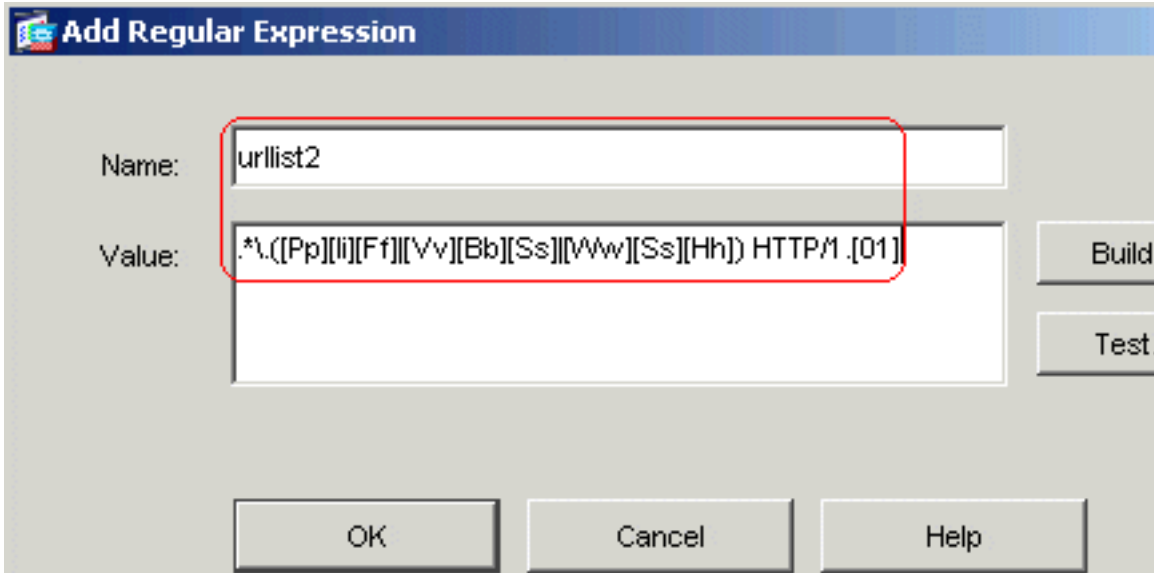 Add Regular Expression
Name:
urllist2
Value:
.*\.([Pp][Ii][Ff]|[Vv][Bb][Ss]|[Ww][Ss][Hh]) HTTP/1.[01]
Build
Test.
OK
Cancel
Help